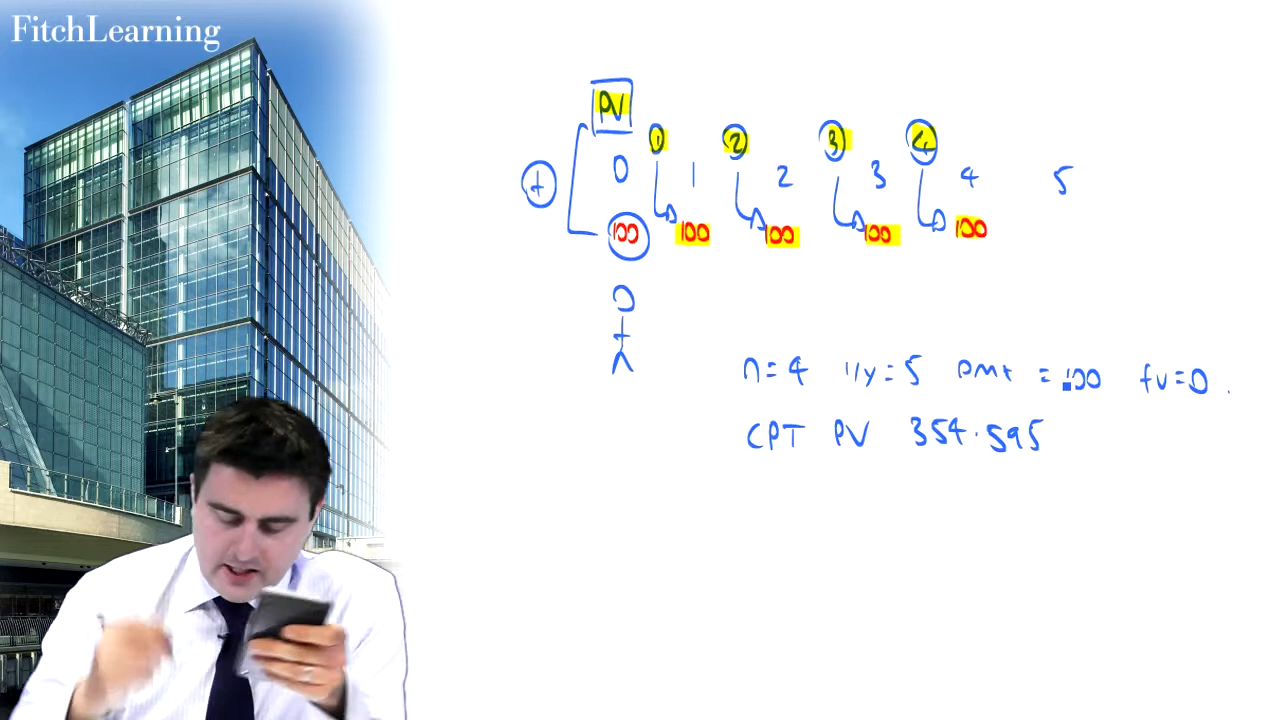 FitchLearning
PV
1 2 3 4
+ 0 1 2 3 4 5
100 100 100 100 100
0
+
n=4 I/y=5 pmt =100 fv=0.
CPT PV 354.595